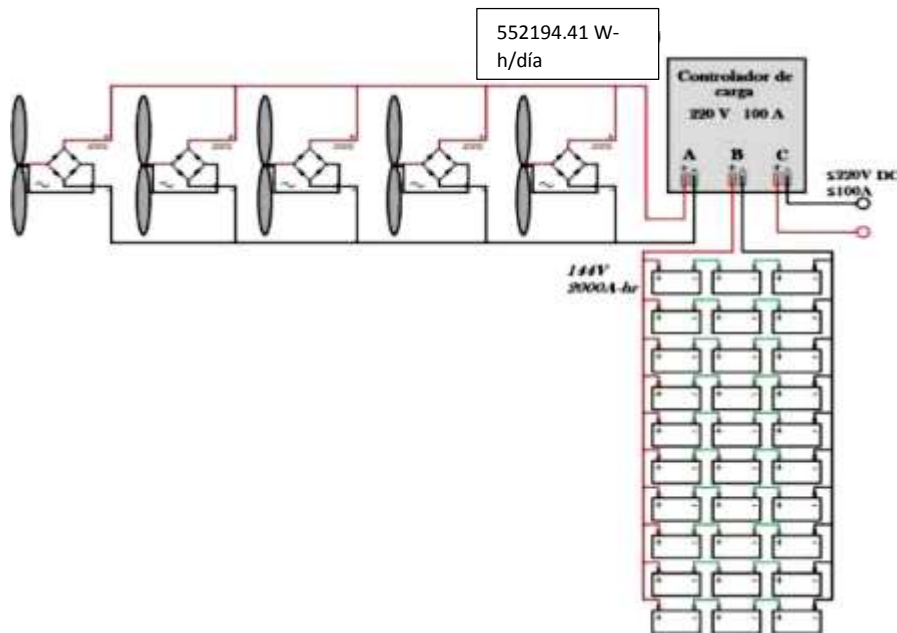 552194.41 W-
h/día
Controlador de
carga
220 V 100 A
A B C
≤220V DC
≤100A
144V
2000A-hr